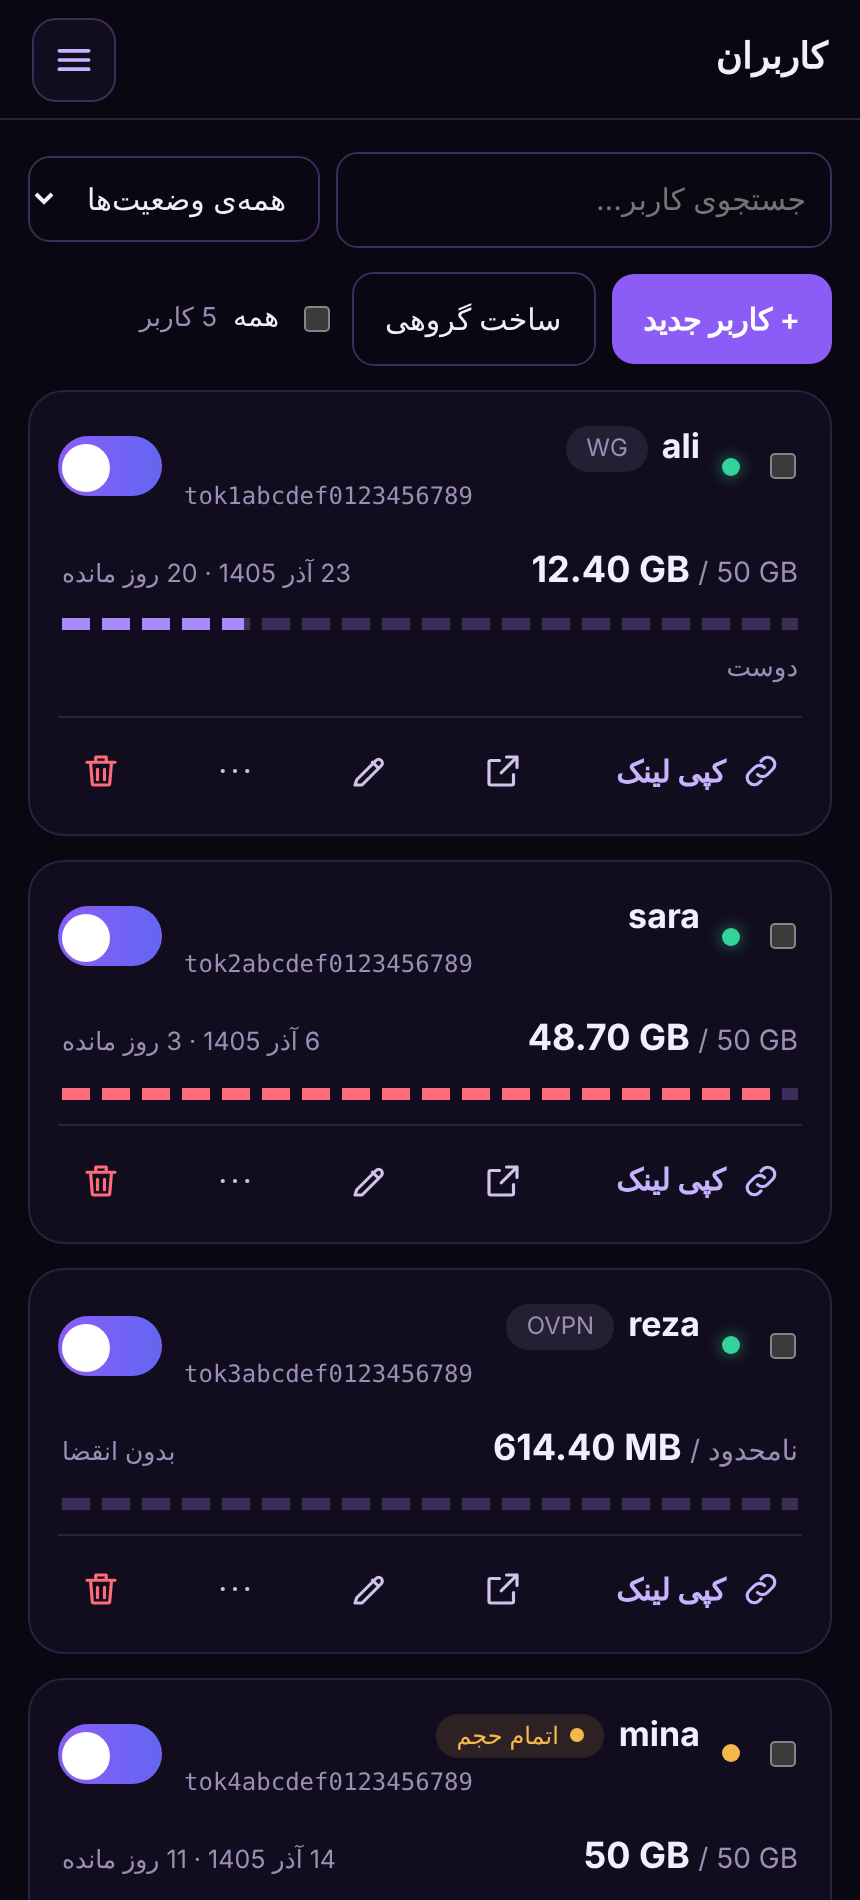 کاربران
جستجوی کاربر...
همه‌ی وضعیت‌ها
+ کاربر جدید
ساخت گروهی
همه
5 کاربر
ali WG
tok1abcdef0123456789
12.40 GB / 50 GB
23 آذر 1405 · 20 روز مانده
دوست
کپی لینک
sara
tok2abcdef0123456789
48.70 GB / 50 GB
6 آذر 1405 · 3 روز مانده
کپی لینک
reza OVPN
tok3abcdef0123456789
614.40 MB / نامحدود
بدون انقضا
کپی لینک
mina اتمام حجم
tok4abcdef0123456789
50 GB / 50 GB
14 آذر 1405 · 11 روز مانده